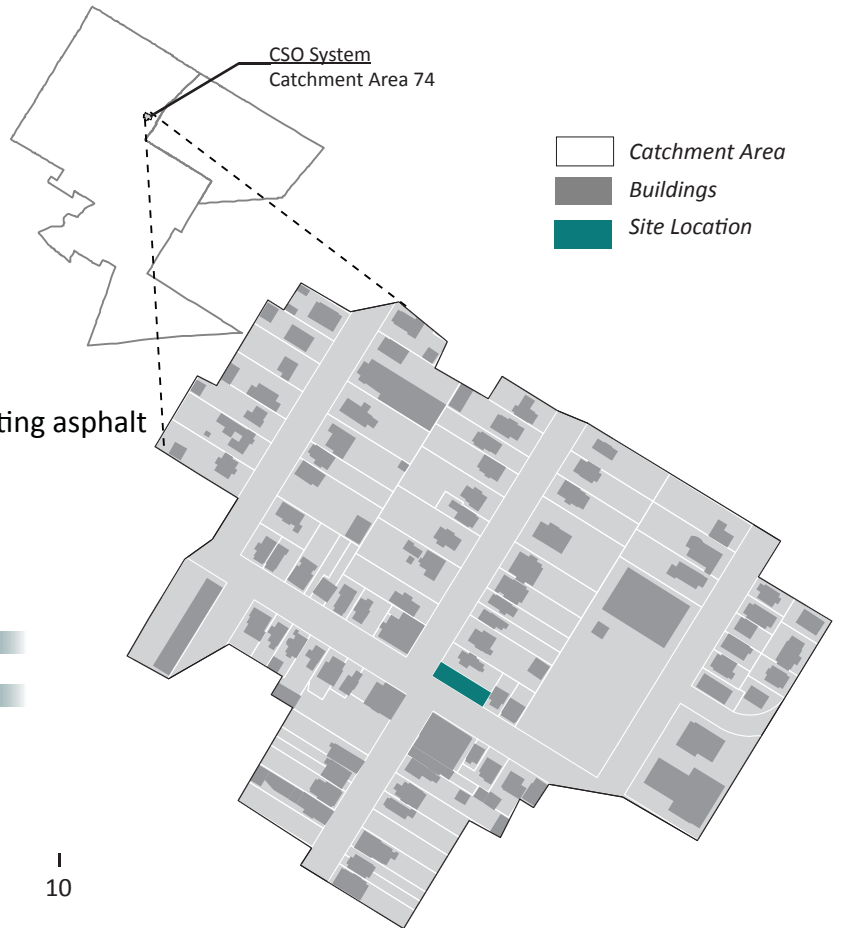 CSO System
Catchment Area 74
Catchment Area
Buildings
Site Location
ting asphalt
10